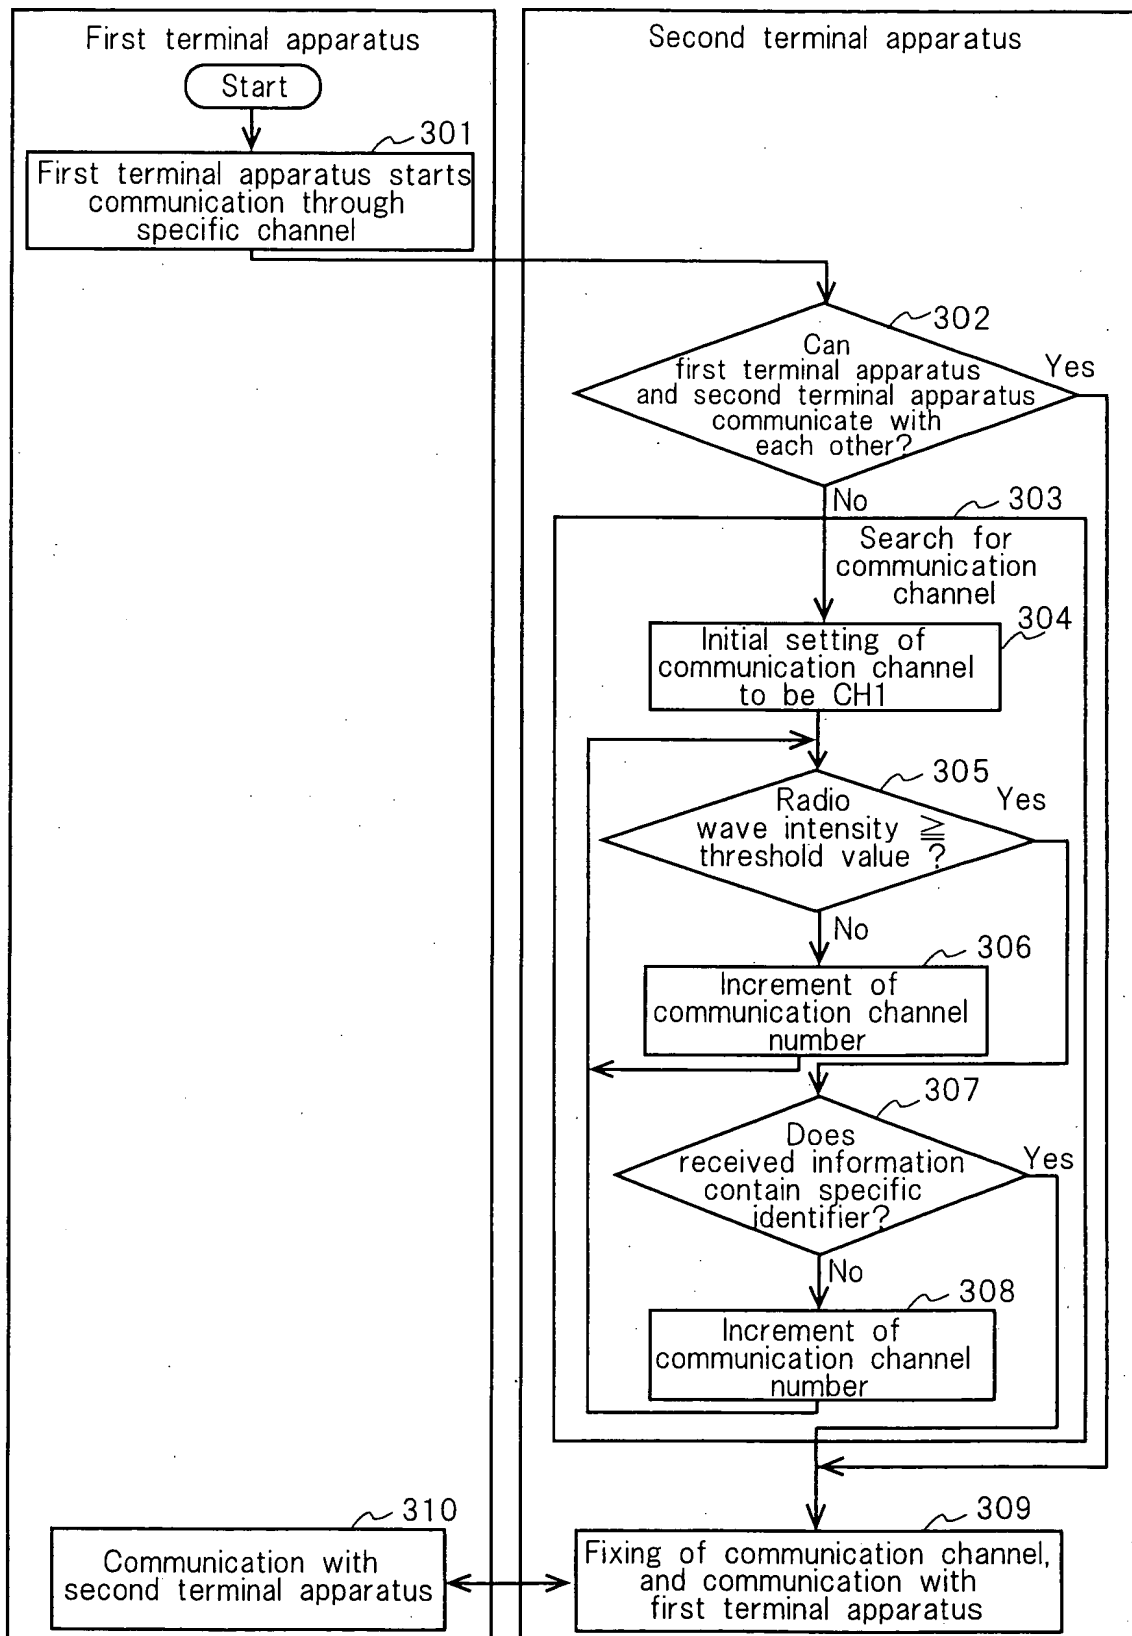 First terminal apparatus
Second terminal apparatus
Start
301
First terminal apparatus starts
communication through
specific channel
302
Can
first terminal apparatus
and second terminal apparatus
communicate with
each other?
Yes
No
303
Search for
communication
channel
304
Initial setting of
communication channel
to be CH1
305
Radio
wave intensity ≧
threshold value ?
Yes
No
306
Increment of
communication channel
number
307
Does
received information
contain specific
identifier?
Yes
No
308
Increment of
communication channel
number
310
Communication with
second terminal apparatus
309
Fixing of communication channel,
and communication with
first terminal apparatus